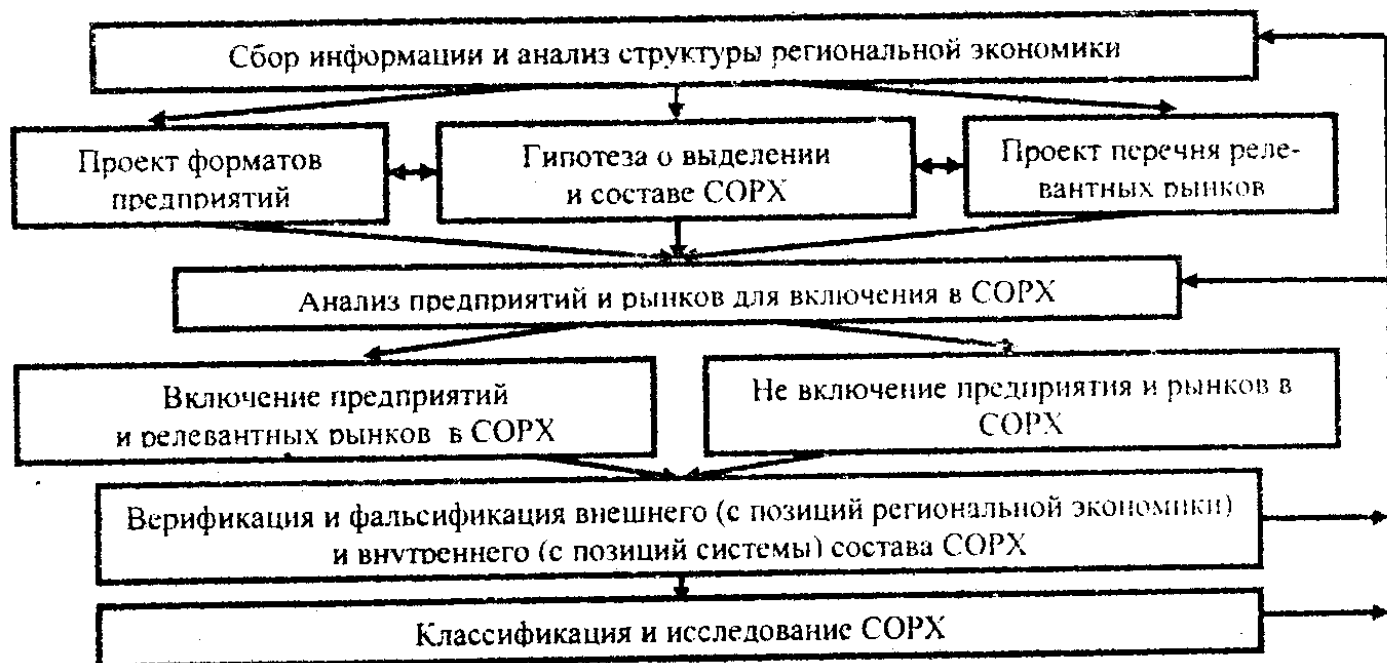 Сбор информации и анализ структуры региональной экономики
Проект форматов
предприятий
Гипотеза о выделении
и составе СОРХ
Проект перечня реле-
вантных рынков
Анализ предприятий и рынков для включения в СОРХ
Включение предприятий
и релевантных рынков в СОРХ
Не включение предприятия и рынков в
СОРХ
Верификация и фальсификация внешнего (с позиций региональной экономики)
и внутреннего (с позиций системы) состава СОРХ
Классификация и исследование СОРХ